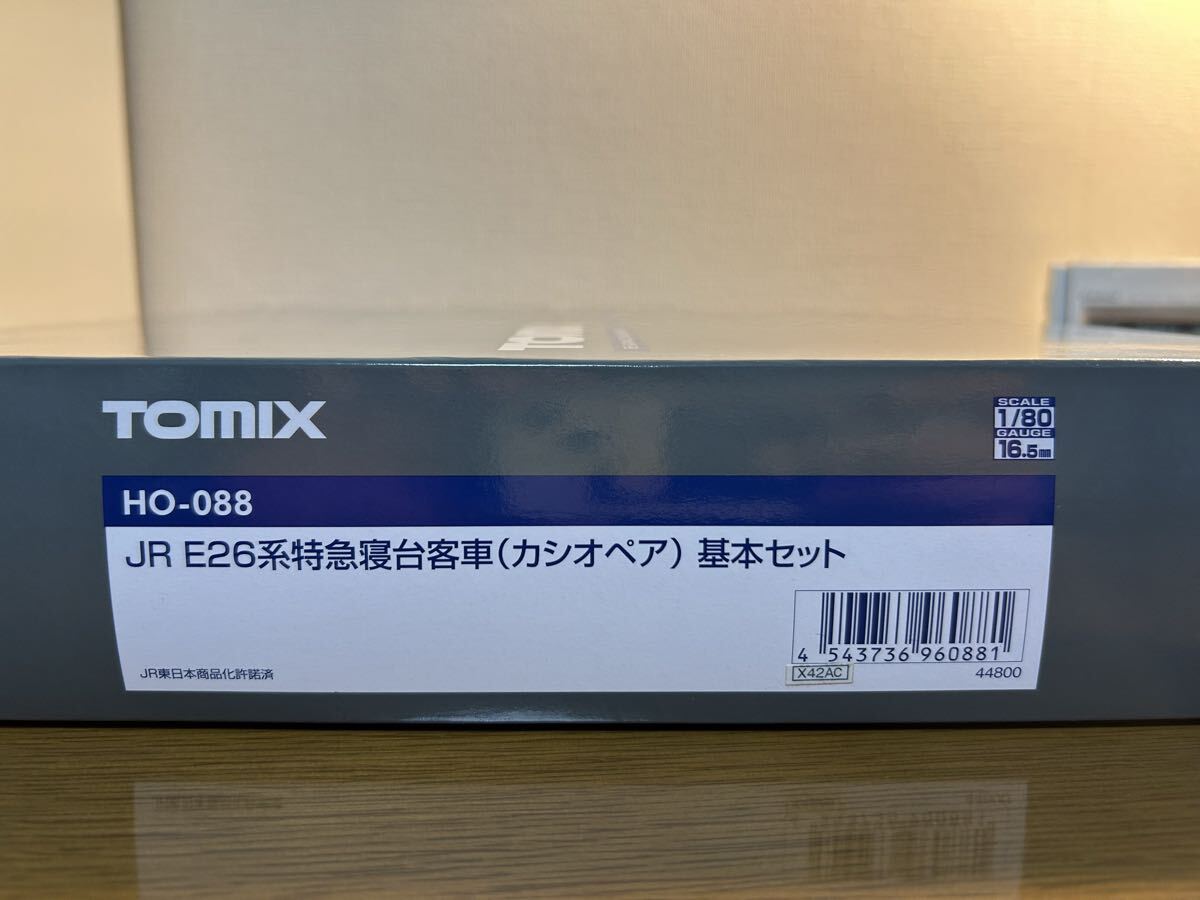 TOMIX
SCALE
1/80
GAUGE
16.5mm
HO-088
JR E26系特急寝台客車(カシオペア) 基本セット
4 543736 960881
X42AC
44800
JR東日本商品化許諾済